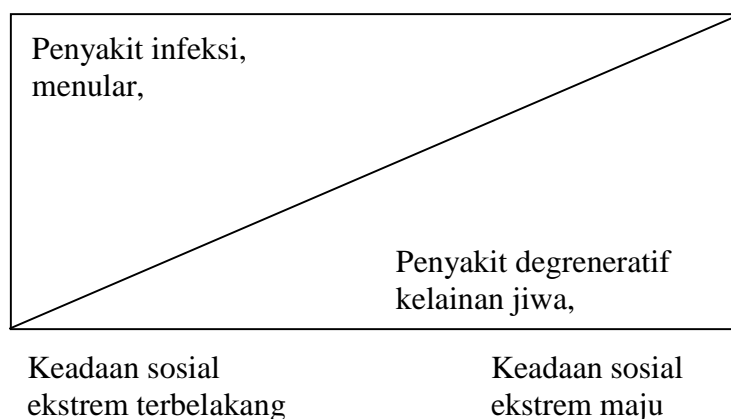 Penyakit infeksi,
menular,
Penyakit degreneratif
kelainan jiwa,
Keadaan sosial
ekstrem terbelakang
Keadaan sosial
ekstrem maju